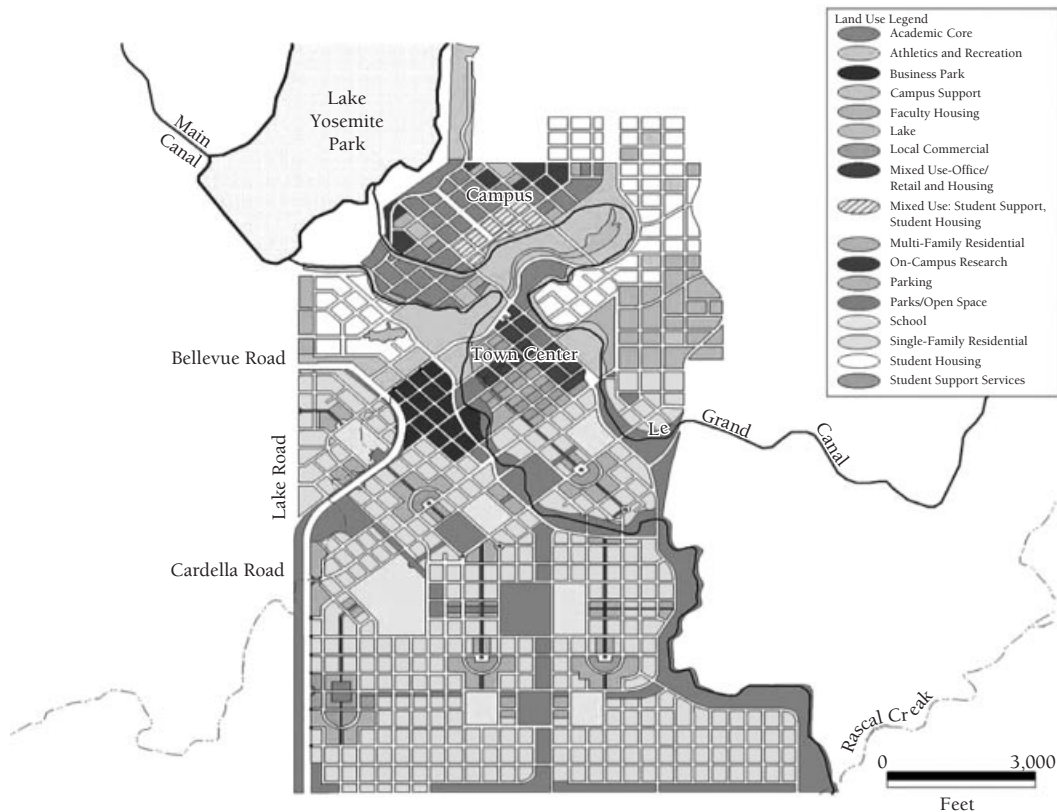 Land Use Legend
Academic Core
Athletics and Recreation
Business Park
Campus Support
Faculty Housing
Lake
Local Commercial
Mixed Use-Office/
Retail and Housing
Mixed Use: Student Support,
Student Housing
Multi-Family Residential
On-Campus Research
Parking
Parks/Open Space
School
Single-Family Residential
Student Housing
Student Support Services
Lake
Yosemite
Park
Main
Canal
Campus
Bellevue Road
Town Center
Le Grand Canal
Lake Road
Cardella Road
Rascal Creak
0 3,000
Feet